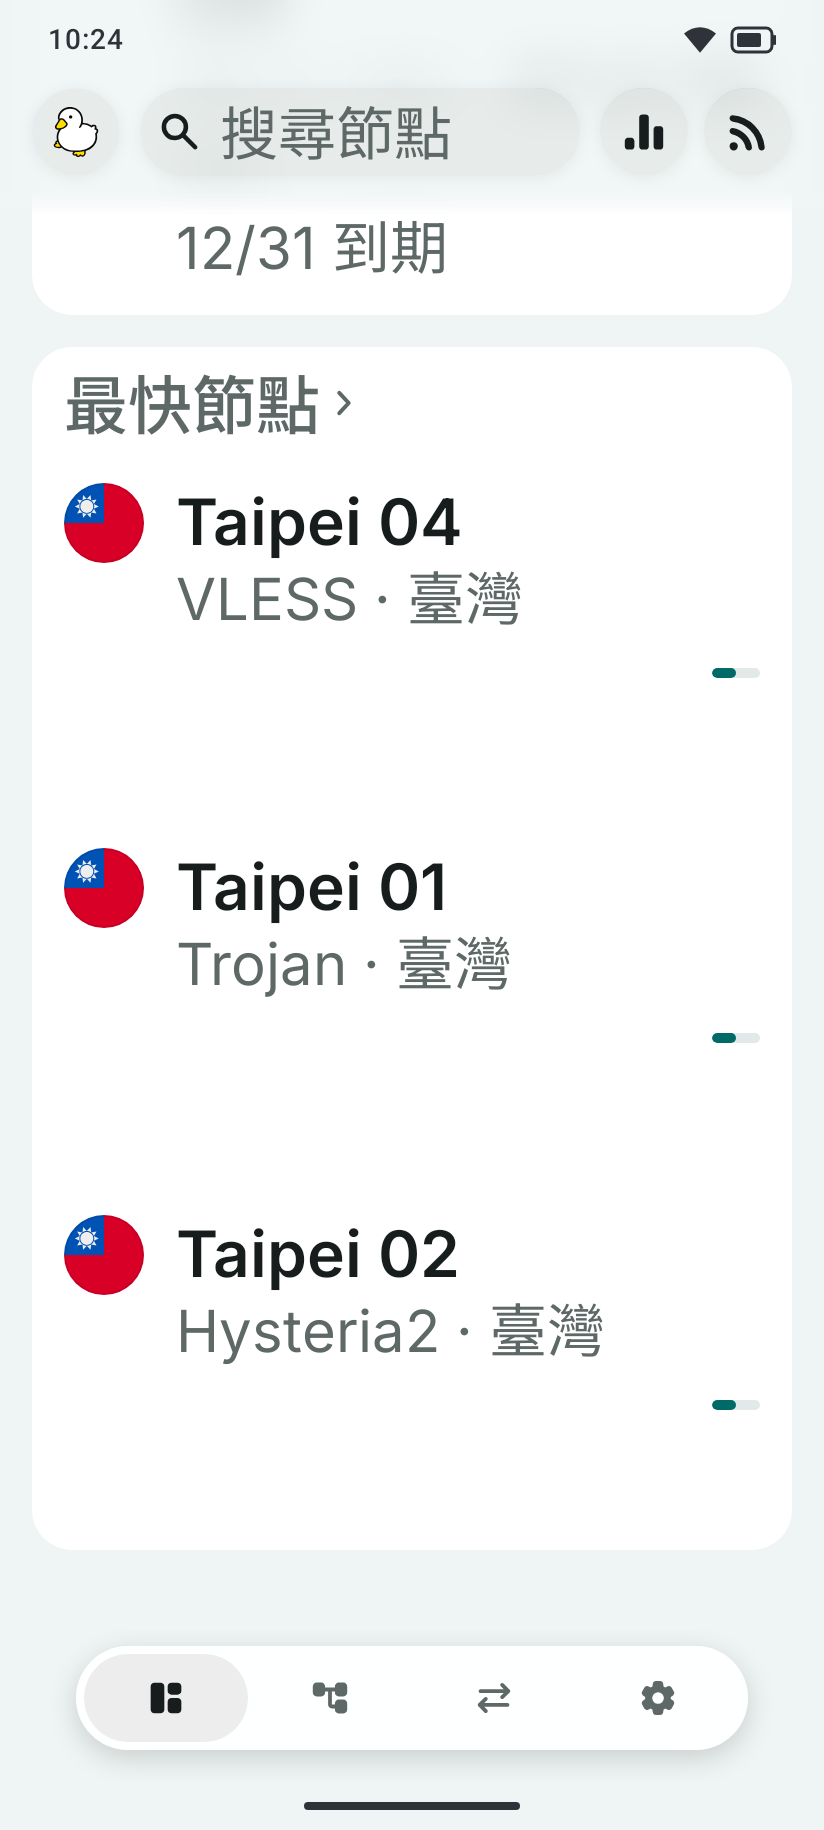 10:24
搜尋節點
12/31 到期
最快節點
Taipei 04
VLESS · 臺灣
Taipei 01
Trojan · 臺灣
Taipei 02
Hysteria2 · 臺灣